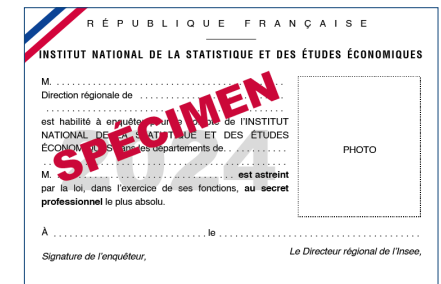 RÉPUBLIQUE FRANÇAISE
INSTITUT NATIONAL DE LA STATISTIQUE ET DES ÉTUDES ÉCONOMIQUES
M. . . . . . . . . . . . . . . . . . . . . . . . . . . . . . . . . . . . . . . .
Direction régionale de . . . . . . . . . . . . . . . . . . . . . . . .
. . . . . . . . . . . . . . . . . . . . . . . . . . . . . . . . . . . . . . . .
est habilité à enquêter de l'INSTITUT
NATIONAL DE LA STATISTIQUE ET DES ÉTUDES
ÉCONOMIQUES dans les départements de. . . . . . . . . . . .
. . . . . . . . . . . . . . . . . . . . . . . . . . . . . . . . . . . . . . . .
M. . . . . . . . . . . . . . . . . . . . . . . . . . . . . . est astreint
par la loi, dans l'exercice de ses fonctions, au secret
professionnel le plus absolu.
SPÉCIMEN
2024
PHOTO
À . . . . . . . . . . . . . . . . . . . . . . . . . . . . le . . . . . . . . . . . . . . . . . . . . . . . . . . . . . . . . . . . . .
Signature de l'enquêteur,
Le Directeur régional de l'Insee,